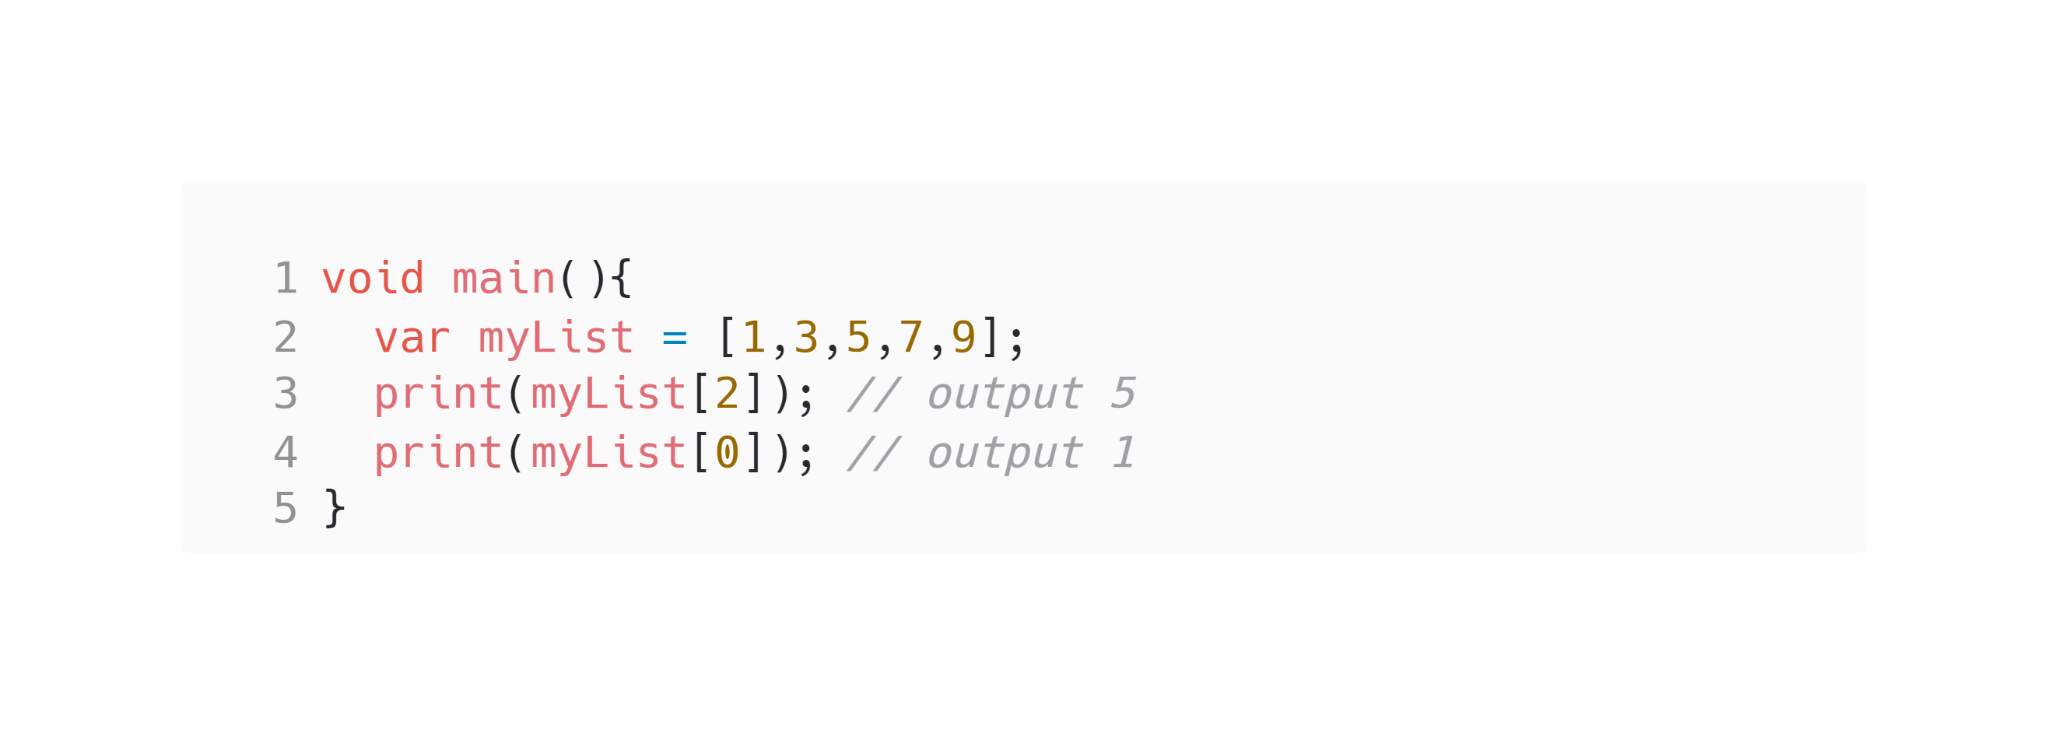 1 void main(){
2   var myList = [1,3,5,7,9];
3   print(myList[2]); // output 5
4   print(myList[0]); // output 1
5 }